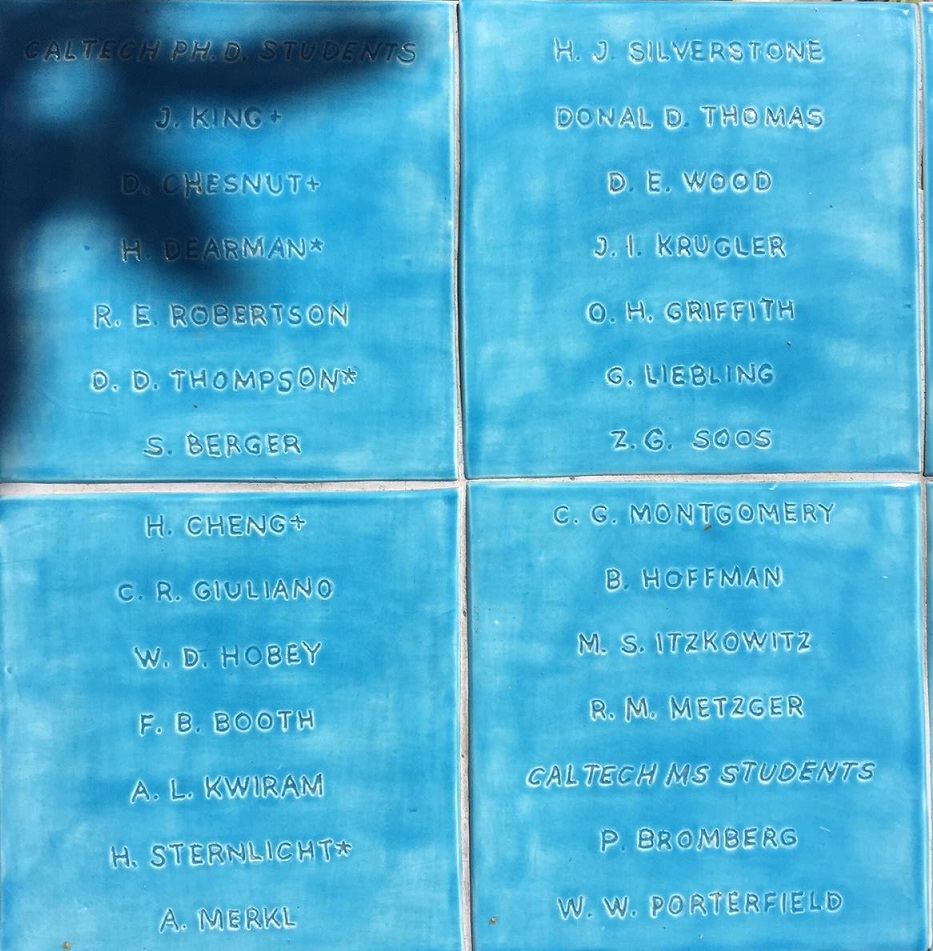 CALTECH PH.D. STUDENTS
J. KING+
D. CHESNUT+
H. DEARMAN*
R. E. ROBERTSON
D. D. THOMPSON*
S. BERGER
H. CHENG+
C. R. GIULIANO
W. D. HOBEY
F. B. BOOTH
A. L. KWIRAM
H. STERNLICHT*
A. MERKL
H. J. SILVERSTONE
DONAL D. THOMAS
D. E. WOOD
J. I. KRUGLER
O. H. GRIFFITH
G. LIEBLING
Z. G. SOOS
C. G. MONTGOMERY
B. HOFFMAN
M. S. ITZKOWITZ
R. M. METZGER
CALTECH MS STUDENTS
P. BROMBERG
W. W. PORTERFIELD